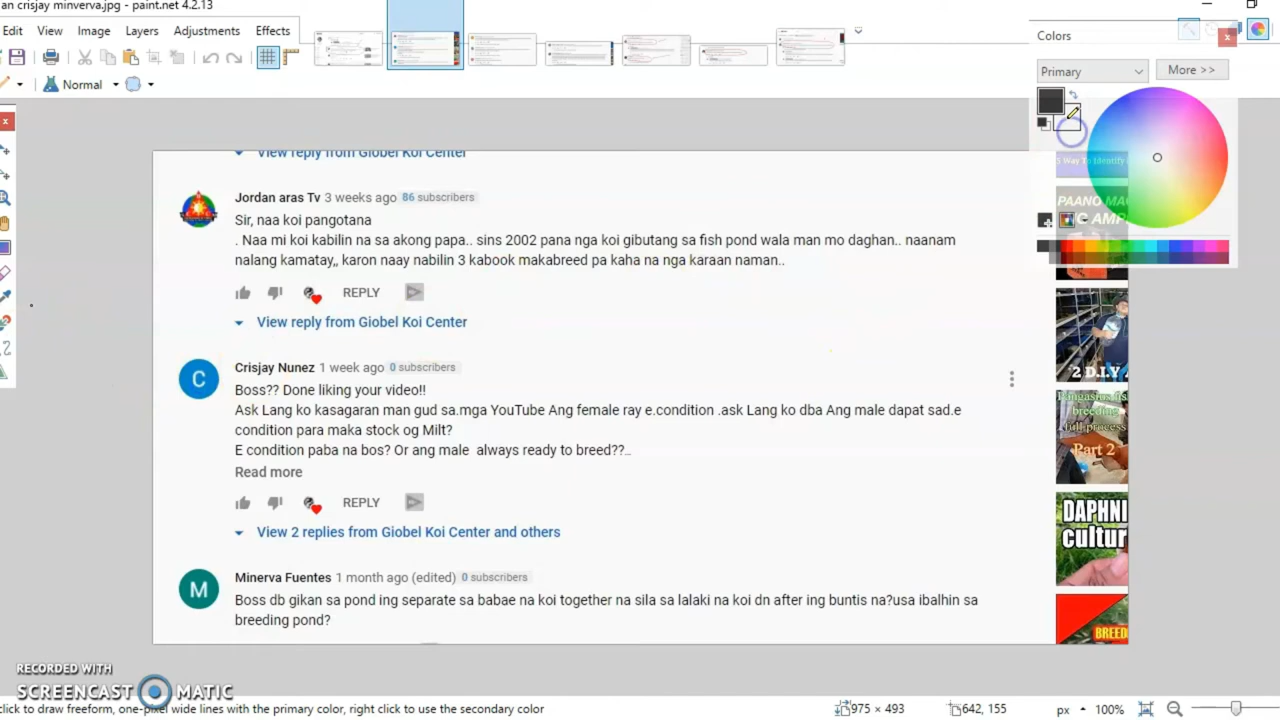 an crisjay minverva.jpg - paint.net 4.2.13
Edit View Image Layers Adjustments Effects
Normal
Colors
Primary
More >>
View reply from Giobel Koi Center
Jordan aras Tv 3 weeks ago 86 subscribers
Sir, naa koi pangotana
. Naa mi koi kabilin na sa akong papa.. sins 2002 pana nga koi gibutang sa fish pond wala man mo daghan.. naanam
nalang kamatay,, karon naay nabilin 3 kabook makabreed pa kaha na nga karaan naman..
REPLY
View reply from Giobel Koi Center
C
Crisjay Nunez 1 week ago 0 subscribers
Boss?? Done liking your video!!
Ask Lang ko kasagaran man gud sa.mga YouTube Ang female ray e.condition .ask Lang ko dba Ang male dapat sad.e
condition para maka stock og Milt?
E condition paba na bos? Or ang male always ready to breed??...
Read more
REPLY
View 2 replies from Giobel Koi Center and others
M
Minerva Fuentes 1 month ago (edited) 0 subscribers
Boss db gikan sa pond ing separate sa babae na koi together na sila sa lalaki na koi dn after ing buntis na?usa ibalhin sa
breeding pond?
5 Way To Identify
PAANO
2 D.I.Y
Pangasius
breeding
full process
Part 2
DAPHNI
cultur
BREED
RECORDED WITH
SCREENCAST MATIC
click to draw freeform, one-pixel wide lines with the primary color, right click to use the secondary color
975 × 493
642, 155
px
100%